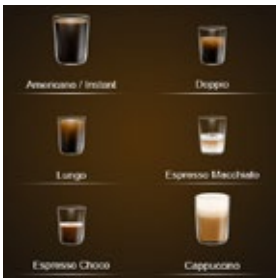 Americano / Instant
Doppio
Lungo
Espresso Macchiato
Espresso Choco
Cappuccino